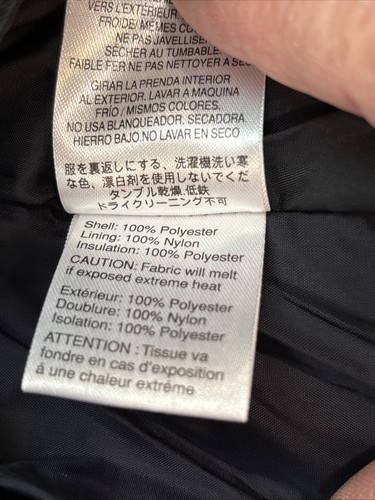 VERS L'EXTÉRIEUR.
FROIDE/ MÊMES CO
NE PAS JAVELLISE
SÉCHER AU TUMBABLE.
FAIBLE FER NE PAS NETTOYER A SEC
GIRAR LA PRENDA INTERIOR
AL EXTERIOR. LAVAR A MAQUINA
FRÍO / MISMOS COLORES.
NO USA BLANQUEADOR. SECADORA
HIERRO BAJO.NO LAVAR EN SECO
服を裏返しにする、洗濯機洗い寒
な色、漂白剤を使用しないでくだ
タンブル乾燥.低鉄
ドライクリーニング不可
Shell: 100% Polyester
Lining: 100% Nylon
Insulation: 100% Polyester
CAUTION: Fabric will melt
if exposed extreme heat
Extérieur: 100% Polyester
Doublure: 100% Nylon
Isolation: 100% Polyester
ATTENTION : Tissue va
fondre en cas d'exposition
á une chaleur extréme